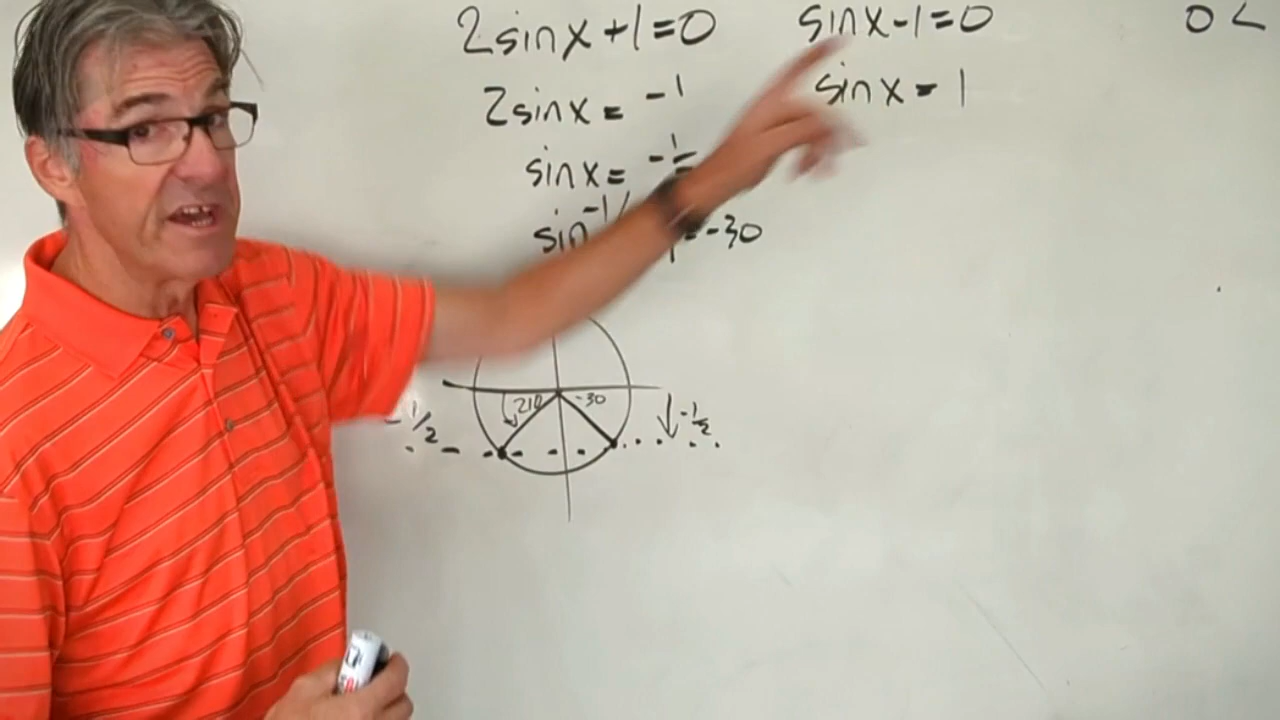 2sinx+1=0
sinx-1=0
0<
2sinx=-1
sinx=1
sinx=-1
sin-1
=-30
210
-30
-1/2
-1/2